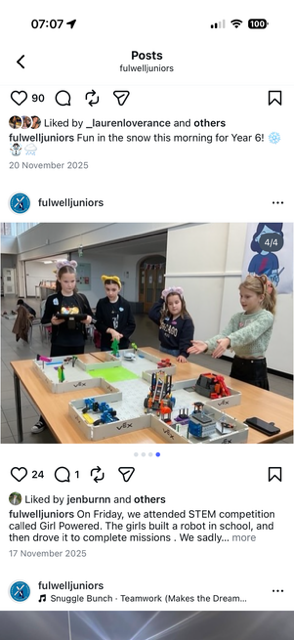 07:07
100
Posts
fulwelljuniors
90
Liked by _laurenloverance and others
fulwelljuniors Fun in the snow this morning for Year 6! ❄️
☃️🌨️
20 November 2025
fulwelljuniors
4/4
VEX
VEX
24
1
Liked by jenburnn and others
fulwelljuniors On Friday, we attended STEM competition
called Girl Powered. The girls built a robot in school, and
then drove it to complete missions . We sadly... more
17 November 2025
fulwelljuniors
Snuggle Bunch · Teamwork (Makes the Dream...